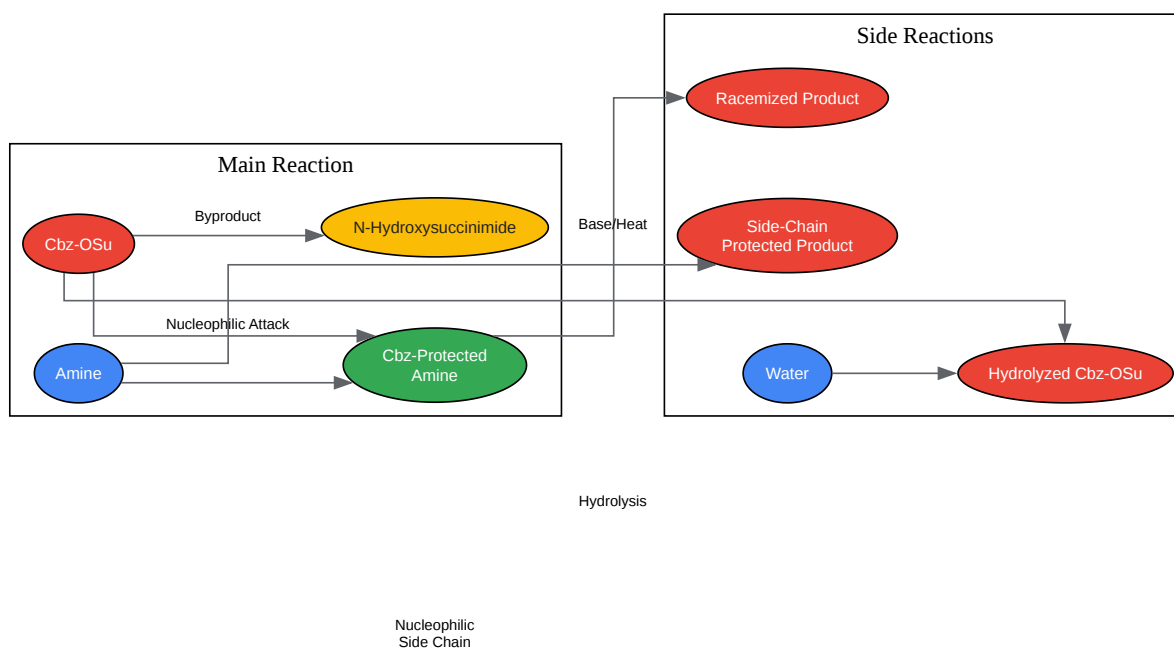 Side Reactions
Racemized Product
Main Reaction
Byproduct
N-Hydroxysuccinimide
Base/Heat
Side-Chain
Protected Product
Cbz-OSu
Nucleophilic Attack
Cbz-Protected
Amine
Amine
Water
Hydrolyzed Cbz-OSu
Hydrolysis
Nucleophilic
Side Chain